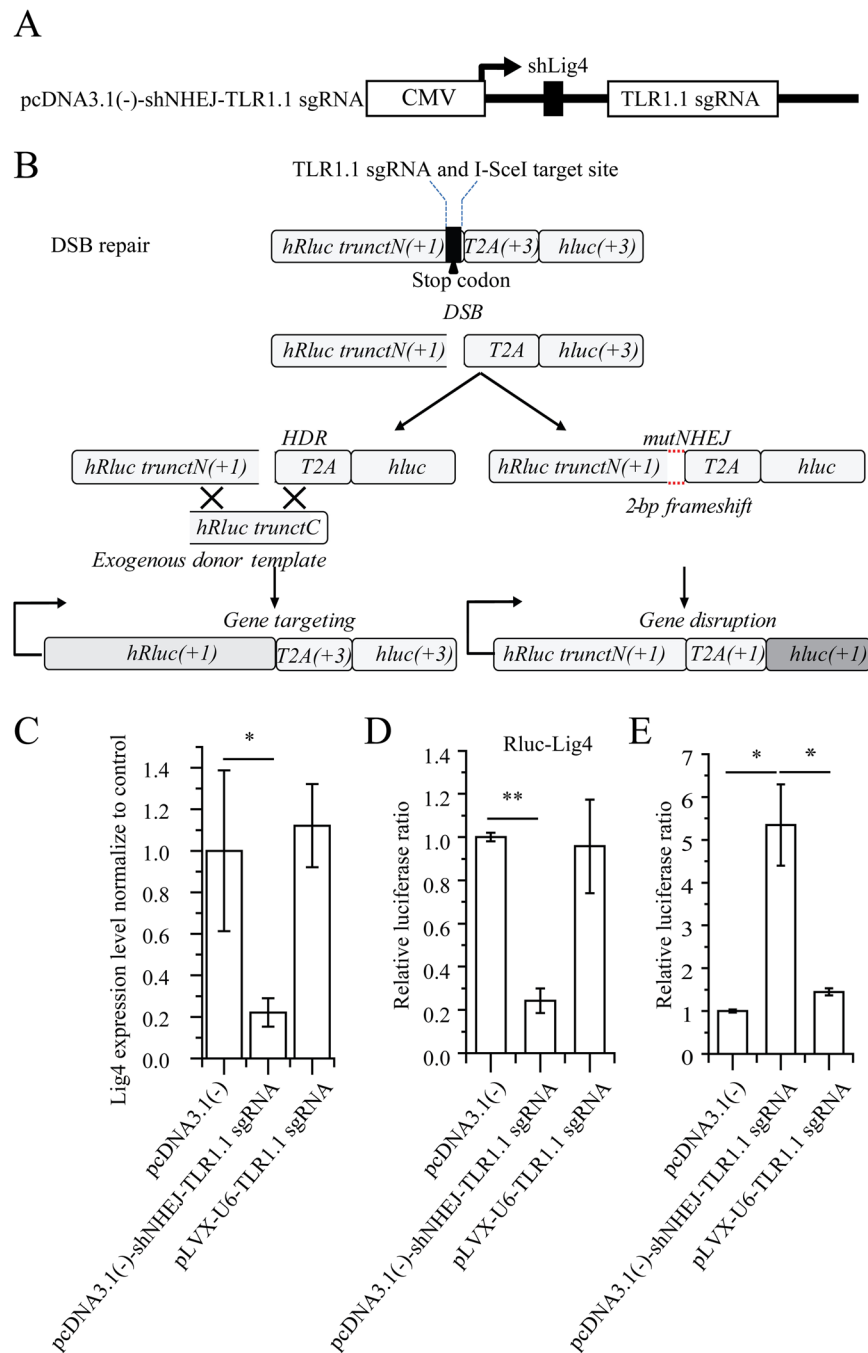 A
shLig4
pcDNA3.1(-)-shNHEJ-TLR1.1 sgRNA
CMV
TLR1.1 sgRNA
B
TLR1.1 sgRNA and I-SceI target site
DSB repair
hRluc trunctN(+1)
T2A(+3)
hluc(+3)
Stop codon
DSB
hRluc trunctN(+1)
T2A
hluc(+3)
HDR
hRluc trunctN(+1)
T2A
hluc
hRluc trunctC
Exogenous donor template
Gene targeting
hRluc(+1)
T2A(+3)
hluc(+3)
mutNHEJ
hRluc trunctN(+1)
T2A
hluc
2-bp frameshift
Gene disruption
hRluc trunctN(+1)
T2A(+1)
hluc(+1)
C
Lig4 expression level normalize to control
1.4
1.2
1.0
0.8
0.6
0.4
0.2
0.0
*
pcDNA3.1(-)
pcDNA3.1(-)-shNHEJ-TLR1.1 sgRNA
pLVX-U6-TLR1.1 sgRNA
D
Rluc-Lig4
Relative luciferase ratio
1.4
1.2
1.0
0.8
0.6
0.4
0.2
0.0
**
pcDNA3.1(-)
pcDNA3.1(-)-shNHEJ-TLR1.1 sgRNA
pLVX-U6-TLR1.1 sgRNA
E
Relative luciferase ratio
7
6
5
4
3
2
1
0
*
*
pcDNA3.1(-)
pcDNA3.1(-)-shNHEJ-TLR1.1 sgRNA
pLVX-U6-TLR1.1 sgRNA